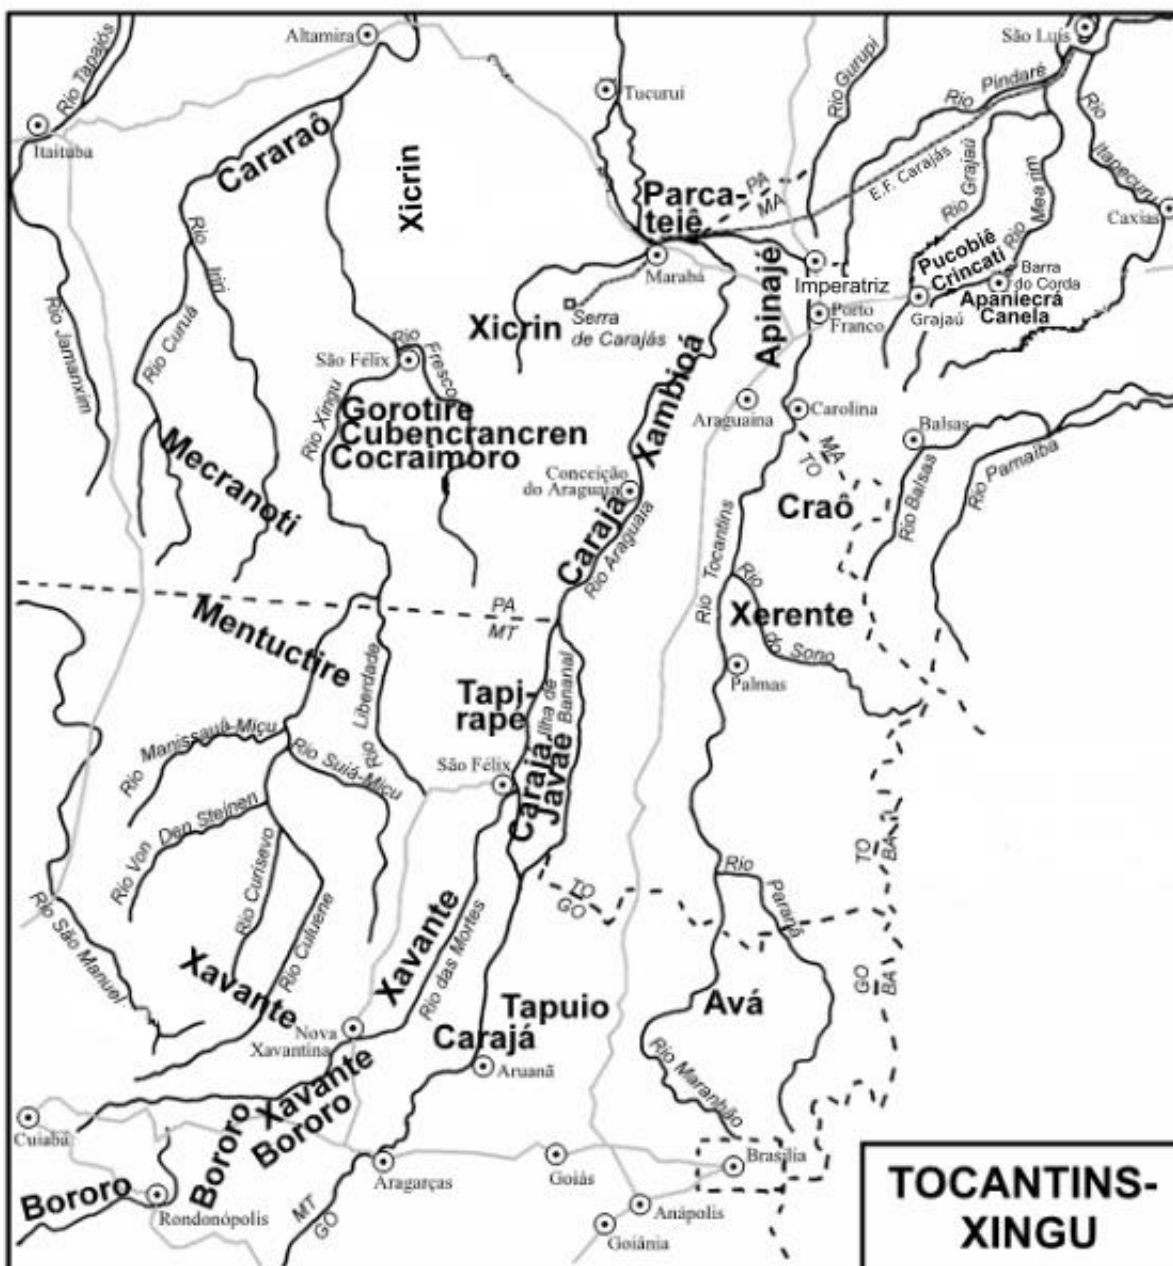 Altamira
São Luís
Rio Tapajós
Rio Gurupí
Rio Pindaré
Tucuruí
Itaituba
Cararaô
Xicrin
Rio Itapecuru
E.F. Carajás
Rio Grajaú
Rio Mearim
PA
MA
Parca-
teiê
Caxias
Rio Iriri
Marabá
Apinajé
Imperatriz
Pucobiê
Crincati
Barra
do Corda
Apaniecrá
Canela
Grajaú
Porto
Franco
Rio Jamanxim
Rio Curuá
Xicrin
Serra
de Carajás
São Félix
Rio Fresco
Rio Xingu
Xambioá
Gorotire
Cubencrancren
Cocraimoro
Araguaina
Carolina
Balsas
Mecranoti
Conceição
do Araguaia
MA
TO
Rio Balsas
Rio Parnaíba
Carajá
Rio Araguaia
Craô
Rio Tocantins
PA
MT
Mentuctire
Xerente
Rio do Sono
Palmas
Rio Liberdade
Tapi-
rape
Ilha de
Bananal
Carajá
Javaé
Rio Manissauá-Miçu
Rio Suiá-Miçu
São Félix
Rio Von Den Steinen
Rio Curisevo
Rio Culuene
TO
BA
Rio São Manuel
TO
GO
Rio Paranã
Xavante
Xavante
Rio das Mortes
GO
BA
Tapuio
Avá
Nova
Xavantina
Carajá
Aruanã
Rio Maranhão
Xavante
Bororo
Bororo
Cuiabá
Bororo
Rondonópolis
Aragarças
Goiás
Brasília
MT
GO
Anápolis
Goiânia
TOCANTINS-
XINGU